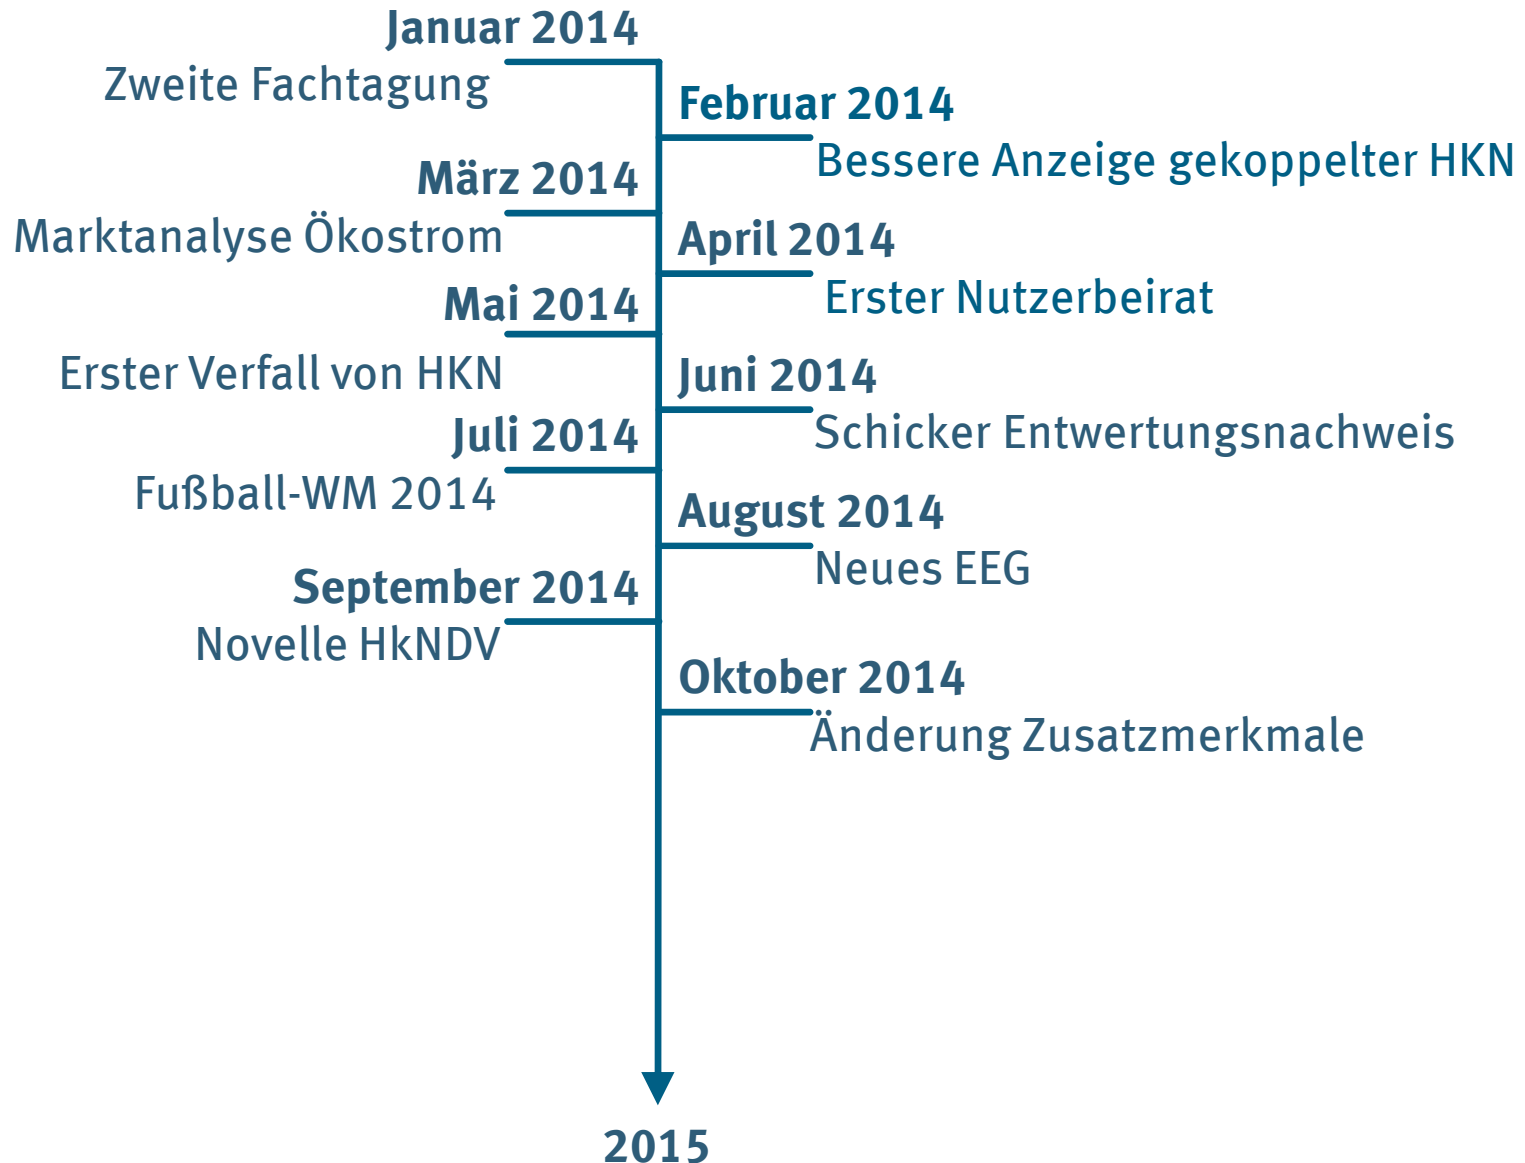 Januar 2014
Zweite Fachtagung
Februar 2014
Bessere Anzeige gekoppelter HKN
März 2014
Marktanalyse Ökostrom
April 2014
Erster Nutzerbeirat
Mai 2014
Erster Verfall von HKN
Juni 2014
Schicker Entwertungsnachweis
Juli 2014
Fußball-WM 2014
August 2014
Neues EEG
September 2014
Novelle HkNDV
Oktober 2014
Änderung Zusatzmerkmale
2015